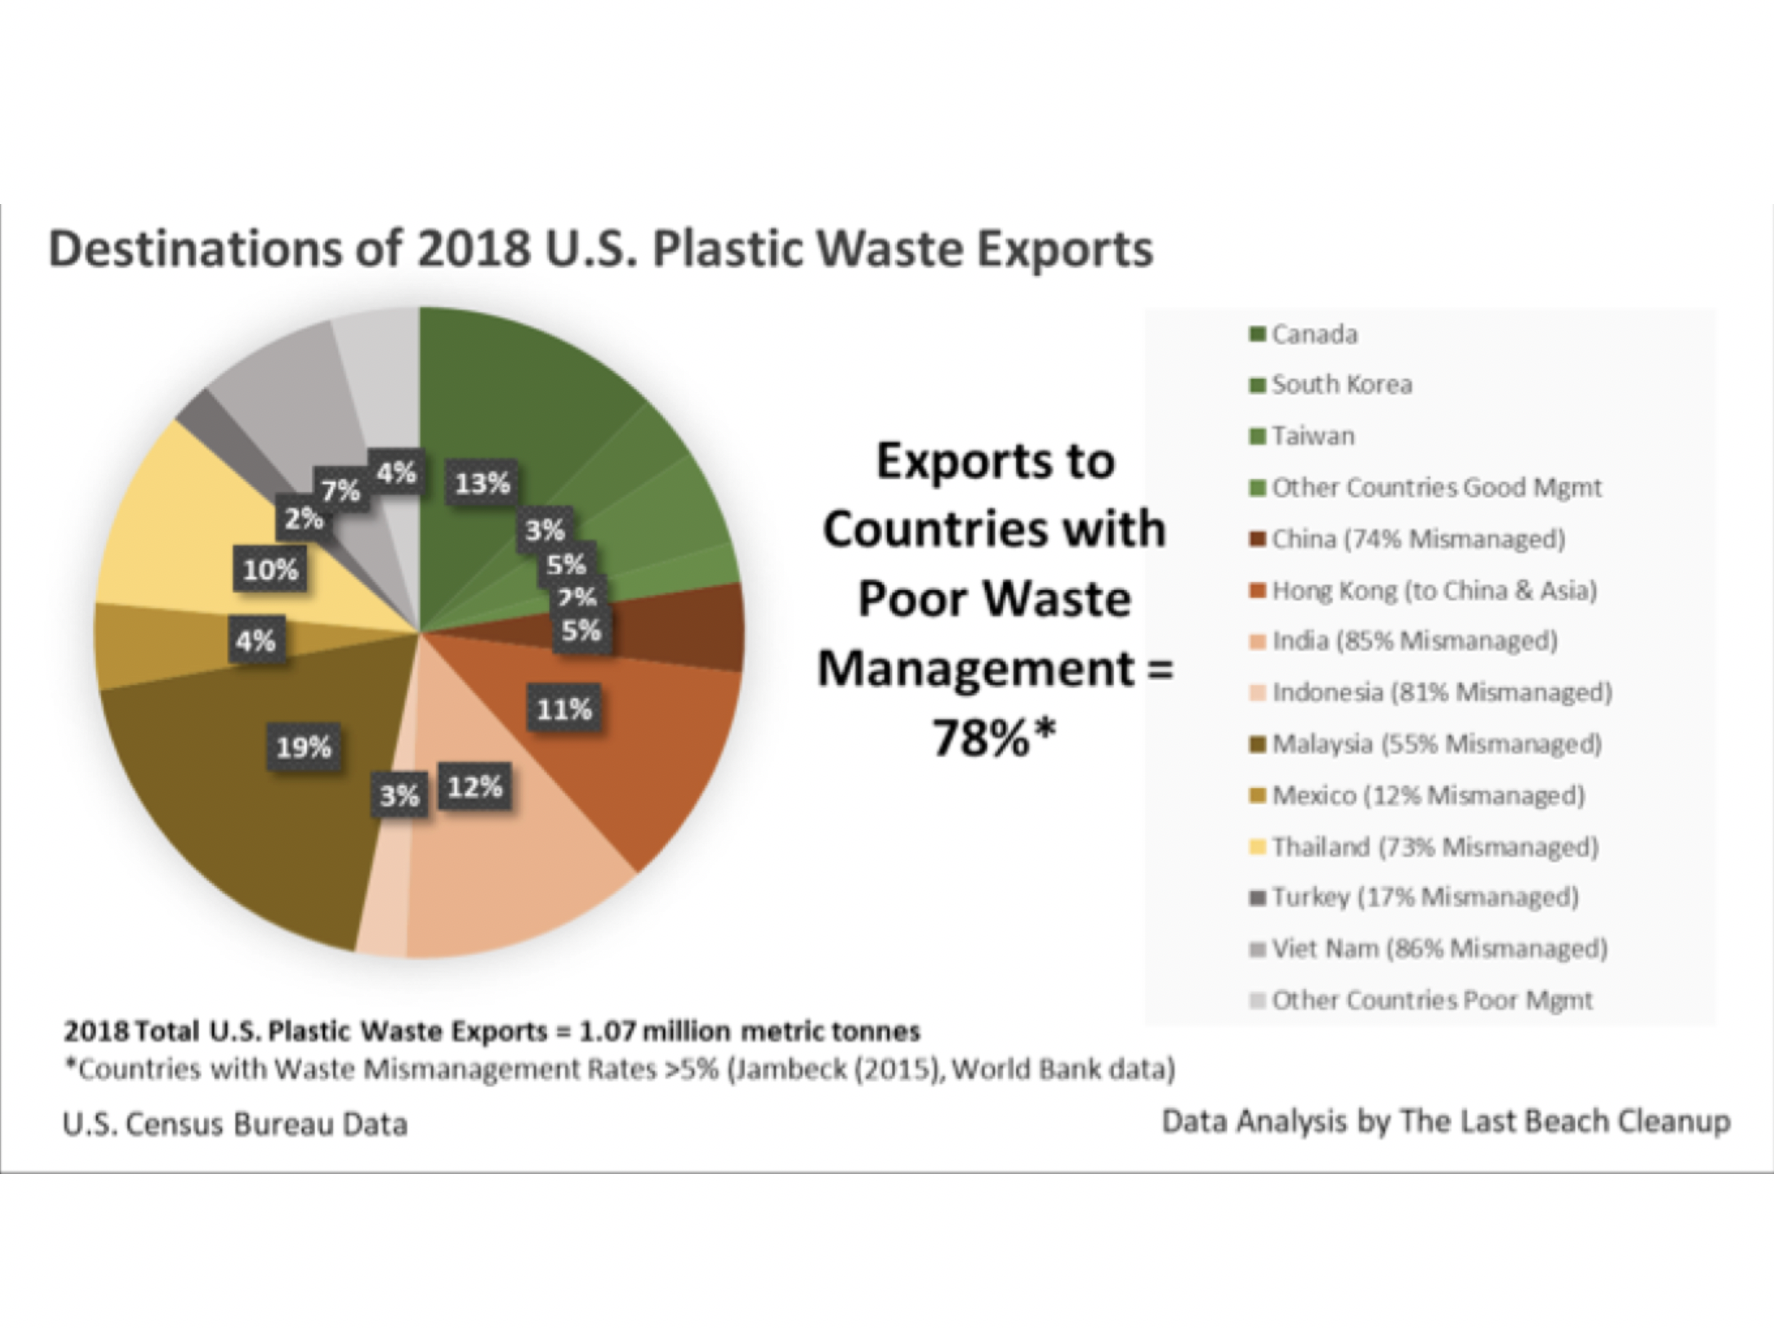 Destinations of 2018 U.S. Plastic Waste Exports
4%
13%
7%
2%
3%
5%
10%
2%
5%
4%
11%
19%
3%
12%
Exports to
Countries with
Poor Waste
Management =
78%*
Canada
South Korea
Taiwan
Other Countries Good Mgmt
China (74% Mismanaged)
Hong Kong (to China & Asia)
India (85% Mismanaged)
Indonesia (81% Mismanaged)
Malaysia (55% Mismanaged)
Mexico (12% Mismanaged)
Thailand (73% Mismanaged)
Turkey (17% Mismanaged)
Viet Nam (86% Mismanaged)
Other Countries Poor Mgmt
2018 Total U.S. Plastic Waste Exports = 1.07 million metric tonnes
*Countries with Waste Mismanagement Rates >5% (Jambeck (2015), World Bank data)
U.S. Census Bureau Data
Data Analysis by The Last Beach Cleanup